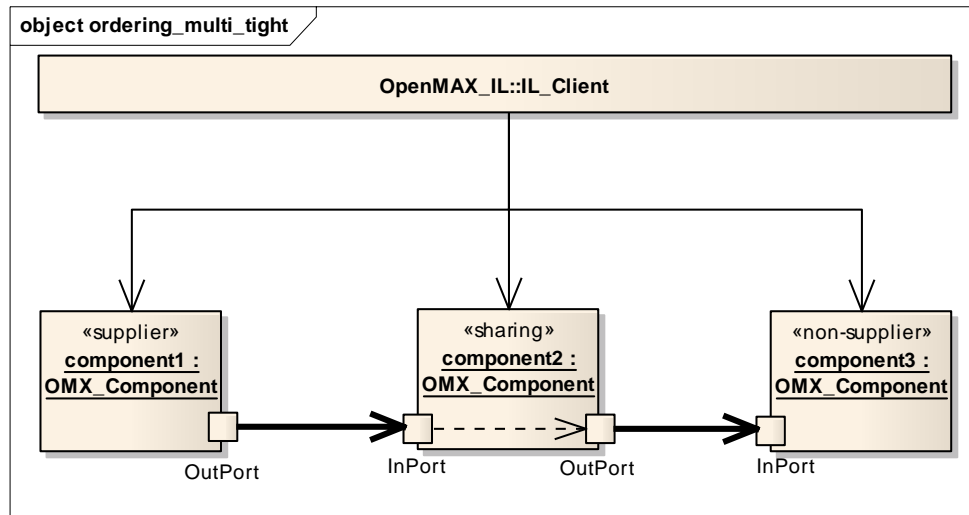 object ordering_multi_tight
OpenMAX_IL::IL_Client
«supplier»
component1 :
OMX_Component
«sharing»
component2 :
OMX_Component
«non-supplier»
component3 :
OMX_Component
OutPort
InPort
OutPort
InPort